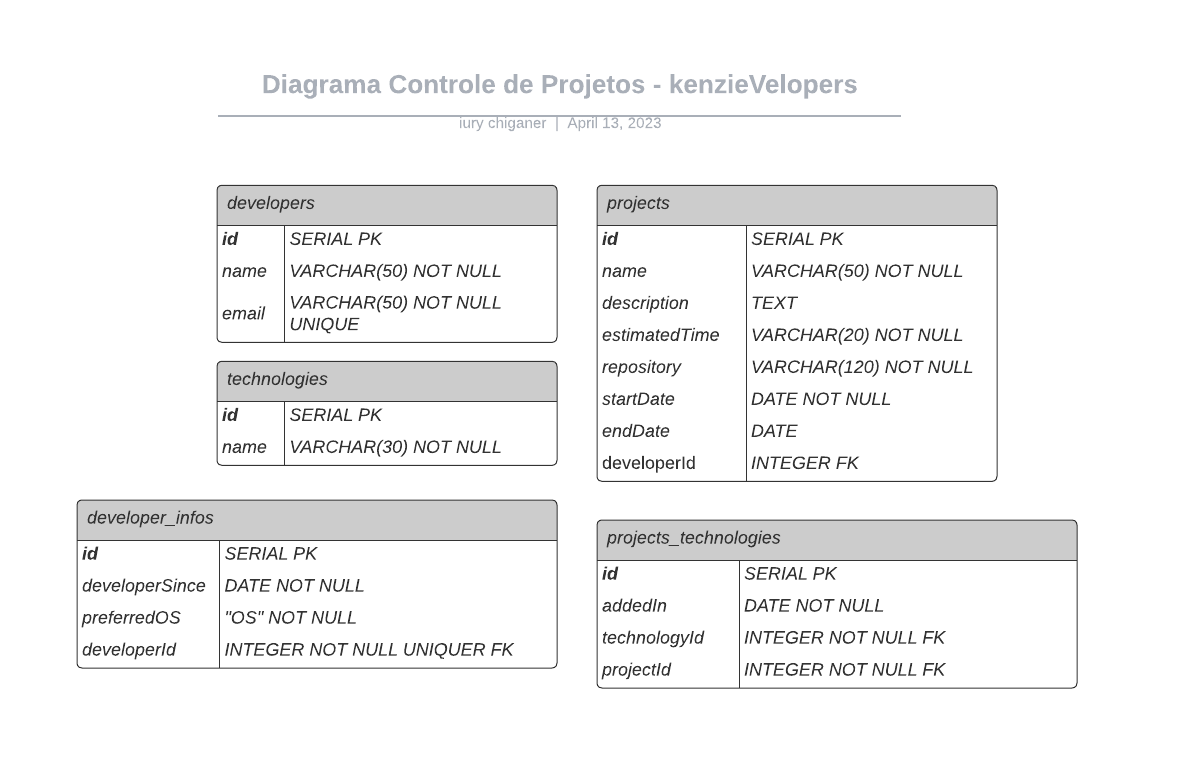 Diagrama Controle de Projetos - kenzieVelopers
iury chiganer | April 13, 2023
developers
id SERIAL PK
name VARCHAR(50) NOT NULL
email VARCHAR(50) NOT NULL
UNIQUE
technologies
id SERIAL PK
name VARCHAR(30) NOT NULL
developer_infos
id SERIAL PK
developerSince DATE NOT NULL
preferredOS "OS" NOT NULL
developerId INTEGER NOT NULL UNIQUER FK
projects
id SERIAL PK
name VARCHAR(50) NOT NULL
description TEXT
estimatedTime VARCHAR(20) NOT NULL
repository VARCHAR(120) NOT NULL
startDate DATE NOT NULL
endDate DATE
developerId INTEGER FK
projects_technologies
id SERIAL PK
addedIn DATE NOT NULL
technologyId INTEGER NOT NULL FK
projectId INTEGER NOT NULL FK